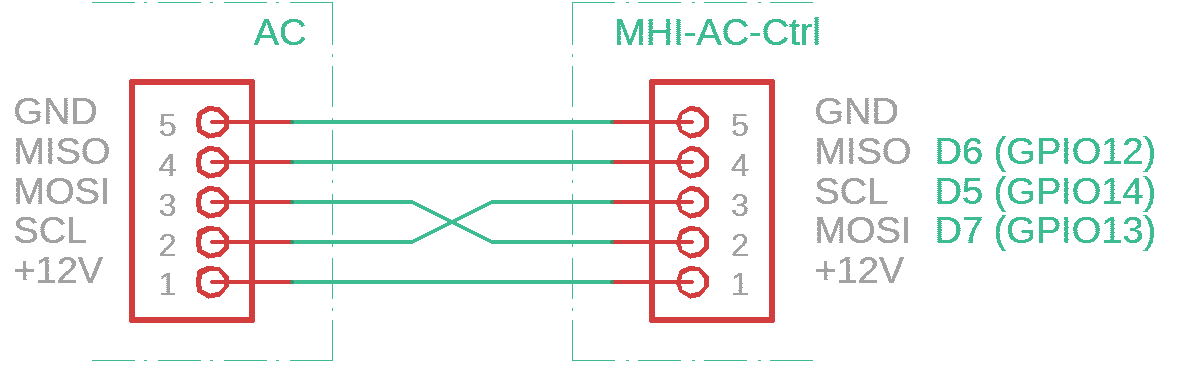 AC MHI-AC-Ctrl
GND 5 5 GND
MISO 4 4 MISO D6 (GPIO12)
MOSI 3 3 SCL D5 (GPIO14)
SCL 2 2 MOSI D7 (GPIO13)
+12V 1 1 +12V